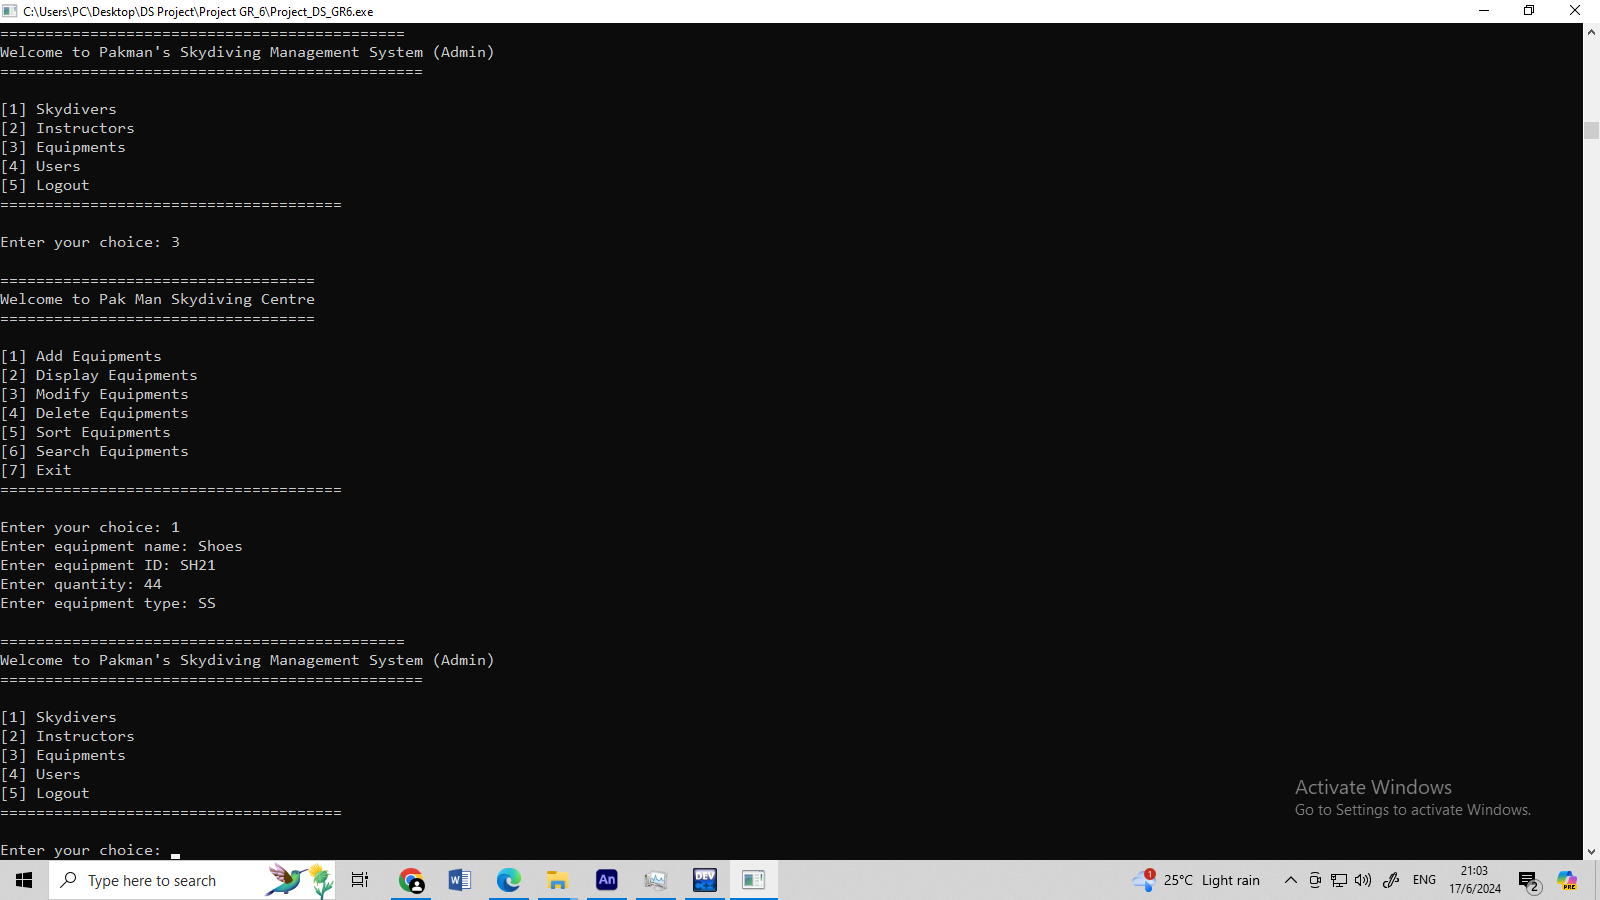 C:\Users\PC\Desktop\DS Project\Project GR_6\Project_DS_GR6.exe
=============================================
Welcome to Pakman's Skydiving Management System (Admin)
===============================================
[1] Skydivers
[2] Instructors
[3] Equipments
[4] Users
[5] Logout
======================================
Enter your choice: 3
===================================
Welcome to Pak Man Skydiving Centre
===================================
[1] Add Equipments
[2] Display Equipments
[3] Modify Equipments
[4] Delete Equipments
[5] Sort Equipments
[6] Search Equipments
[7] Exit
======================================
Enter your choice: 1
Enter equipment name: Shoes
Enter equipment ID: SH21
Enter quantity: 44
Enter equipment type: SS
=============================================
Welcome to Pakman's Skydiving Management System (Admin)
===============================================
[1] Skydivers
[2] Instructors
[3] Equipments
[4] Users
[5] Logout
======================================
Enter your choice:
Activate Windows
Go to Settings to activate Windows.
Type here to search
W
An
DEV
1
25°C Light rain
ENG
21:03
17/6/2024
2
PRE